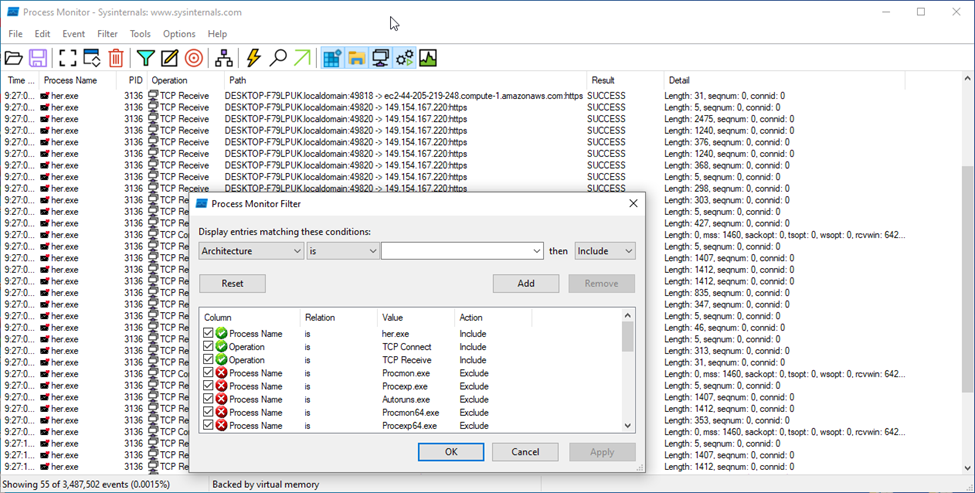 Process Monitor - Sysinternals: www.sysinternals.com
File Edit Event Filter Tools Options Help
Time ... Process Name PID Operation Path Result Detail
9:27:0... her.exe 3136 TCP Receive DESKTOP-F79LPUK.localdomain:49818 -> ec2-44-205-219-248.compute-1.amazonaws.com:https SUCCESS Length: 31, seqnum: 0, connid: 0
9:27:0... her.exe 3136 TCP Receive DESKTOP-F79LPUK.localdomain:49820 -> 149.154.167.220:https SUCCESS Length: 5, seqnum: 0, connid: 0
9:27:0... her.exe 3136 TCP Receive DESKTOP-F79LPUK.localdomain:49820 -> 149.154.167.220:https SUCCESS Length: 2475, seqnum: 0, connid: 0
9:27:0... her.exe 3136 TCP Receive DESKTOP-F79LPUK.localdomain:49820 -> 149.154.167.220:https SUCCESS Length: 1240, seqnum: 0, connid: 0
9:27:0... her.exe 3136 TCP Receive DESKTOP-F79LPUK.localdomain:49820 -> 149.154.167.220:https SUCCESS Length: 376, seqnum: 0, connid: 0
9:27:0... her.exe 3136 TCP Receive DESKTOP-F79LPUK.localdomain:49820 -> 149.154.167.220:https SUCCESS Length: 1240, seqnum: 0, connid: 0
9:27:0... her.exe 3136 TCP Receive DESKTOP-F79LPUK.localdomain:49820 -> 149.154.167.220:https SUCCESS Length: 368, seqnum: 0, connid: 0
9:27:0... her.exe 3136 TCP Receive DESKTOP-F79LPUK.localdomain:49820 -> 149.154.167.220:https SUCCESS Length: 5, seqnum: 0, connid: 0
9:27:0... her.exe 3136 TCP Receive DESKTOP-F79LPUK.localdomain:49820 -> 149.154.167.220:https SUCCESS Length: 298, seqnum: 0, connid: 0
9:27:0... her.exe 3136 TCP Re Length: 303, seqnum: 0, connid: 0
9:27:0... her.exe 3136 TCP Re Length: 5, seqnum: 0, connid: 0
9:27:0... her.exe 3136 TCP Re Length: 427, seqnum: 0, connid: 0
9:27:0... her.exe 3136 TCP Co Length: 0, mss: 1460, sackopt: 0, tsopt: 0, wsopt: 0, rcvwin: 642...
9:27:0... her.exe 3136 TCP Re Length: 5, seqnum: 0, connid: 0
9:27:0... her.exe 3136 TCP Re Length: 1407, seqnum: 0, connid: 0
9:27:0... her.exe 3136 TCP Re Length: 1412, seqnum: 0, connid: 0
9:27:0... her.exe 3136 TCP Re Length: 1412, seqnum: 0, connid: 0
9:27:0... her.exe 3136 TCP Re Length: 835, seqnum: 0, connid: 0
9:27:0... her.exe 3136 TCP Re Length: 347, seqnum: 0, connid: 0
9:27:0... her.exe 3136 TCP Re Length: 5, seqnum: 0, connid: 0
9:27:0... her.exe 3136 TCP Re Length: 46, seqnum: 0, connid: 0
9:27:0... her.exe 3136 TCP Re Length: 5, seqnum: 0, connid: 0
9:27:0... her.exe 3136 TCP Re Length: 313, seqnum: 0, connid: 0
9:27:0... her.exe 3136 TCP Re Length: 31, seqnum: 0, connid: 0
9:27:0... her.exe 3136 TCP Co Length: 0, mss: 1460, sackopt: 0, tsopt: 0, wsopt: 0, rcvwin: 642...
9:27:0... her.exe 3136 TCP Re Length: 5, seqnum: 0, connid: 0
9:27:0... her.exe 3136 TCP Re Length: 1407, seqnum: 0, connid: 0
9:27:0... her.exe 3136 TCP Re Length: 1412, seqnum: 0, connid: 0
9:27:0... her.exe 3136 TCP Re Length: 353, seqnum: 0, connid: 0
9:27:0... her.exe 3136 TCP Co Length: 0, mss: 1460, sackopt: 0, tsopt: 0, wsopt: 0, rcvwin: 642...
9:27:1... her.exe 3136 TCP Re Length: 5, seqnum: 0, connid: 0
9:27:1... her.exe 3136 TCP Re Length: 1407, seqnum: 0, connid: 0
9:27:1... her.exe 3136 TCP Re Length: 1412, seqnum: 0, connid: 0
Process Monitor Filter
Display entries matching these conditions:
Architecture is then Include
Reset Add Remove
Column Relation Value Action
Process Name is her.exe Include
Operation is TCP Connect Include
Operation is TCP Receive Include
Process Name is Procmon.exe Exclude
Process Name is Procexp.exe Exclude
Process Name is Autoruns.exe Exclude
Process Name is Procmon64.exe Exclude
Process Name is Procexp64.exe Exclude
OK Cancel Apply
Showing 55 of 3,487,502 events (0.0015%) Backed by virtual memory